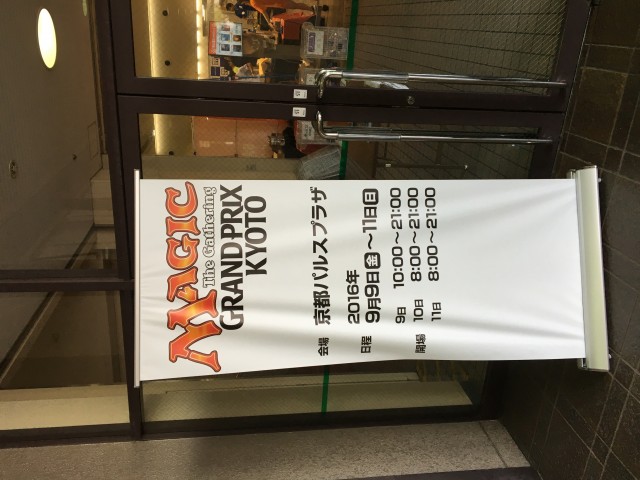 MAGIC
The Gathering
GRAND PRIX
KYOTO
会場 京都パルスプラザ
日程 2016年
9月9日(金)~11日(日)
9日 10:00~21:00
開場 10日 8:00~21:00
11日 8:00~21:00